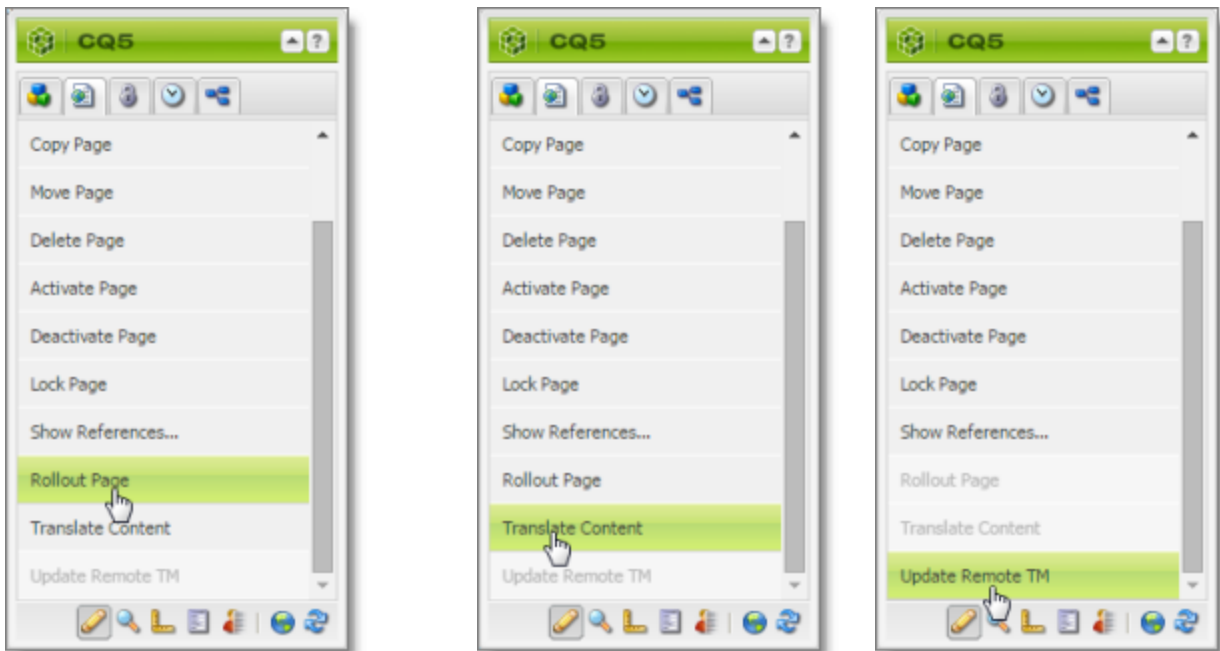 CQ5
?
Copy Page
Move Page
Delete Page
Activate Page
Deactivate Page
Lock Page
Show References...
Rollout Page
Translate Content
Update Remote TM
CQ5
?
Copy Page
Move Page
Delete Page
Activate Page
Deactivate Page
Lock Page
Show References...
Rollout Page
Translate Content
Update Remote TM
CQ5
?
Copy Page
Move Page
Delete Page
Activate Page
Deactivate Page
Lock Page
Show References...
Rollout Page
Translate Content
Update Remote TM